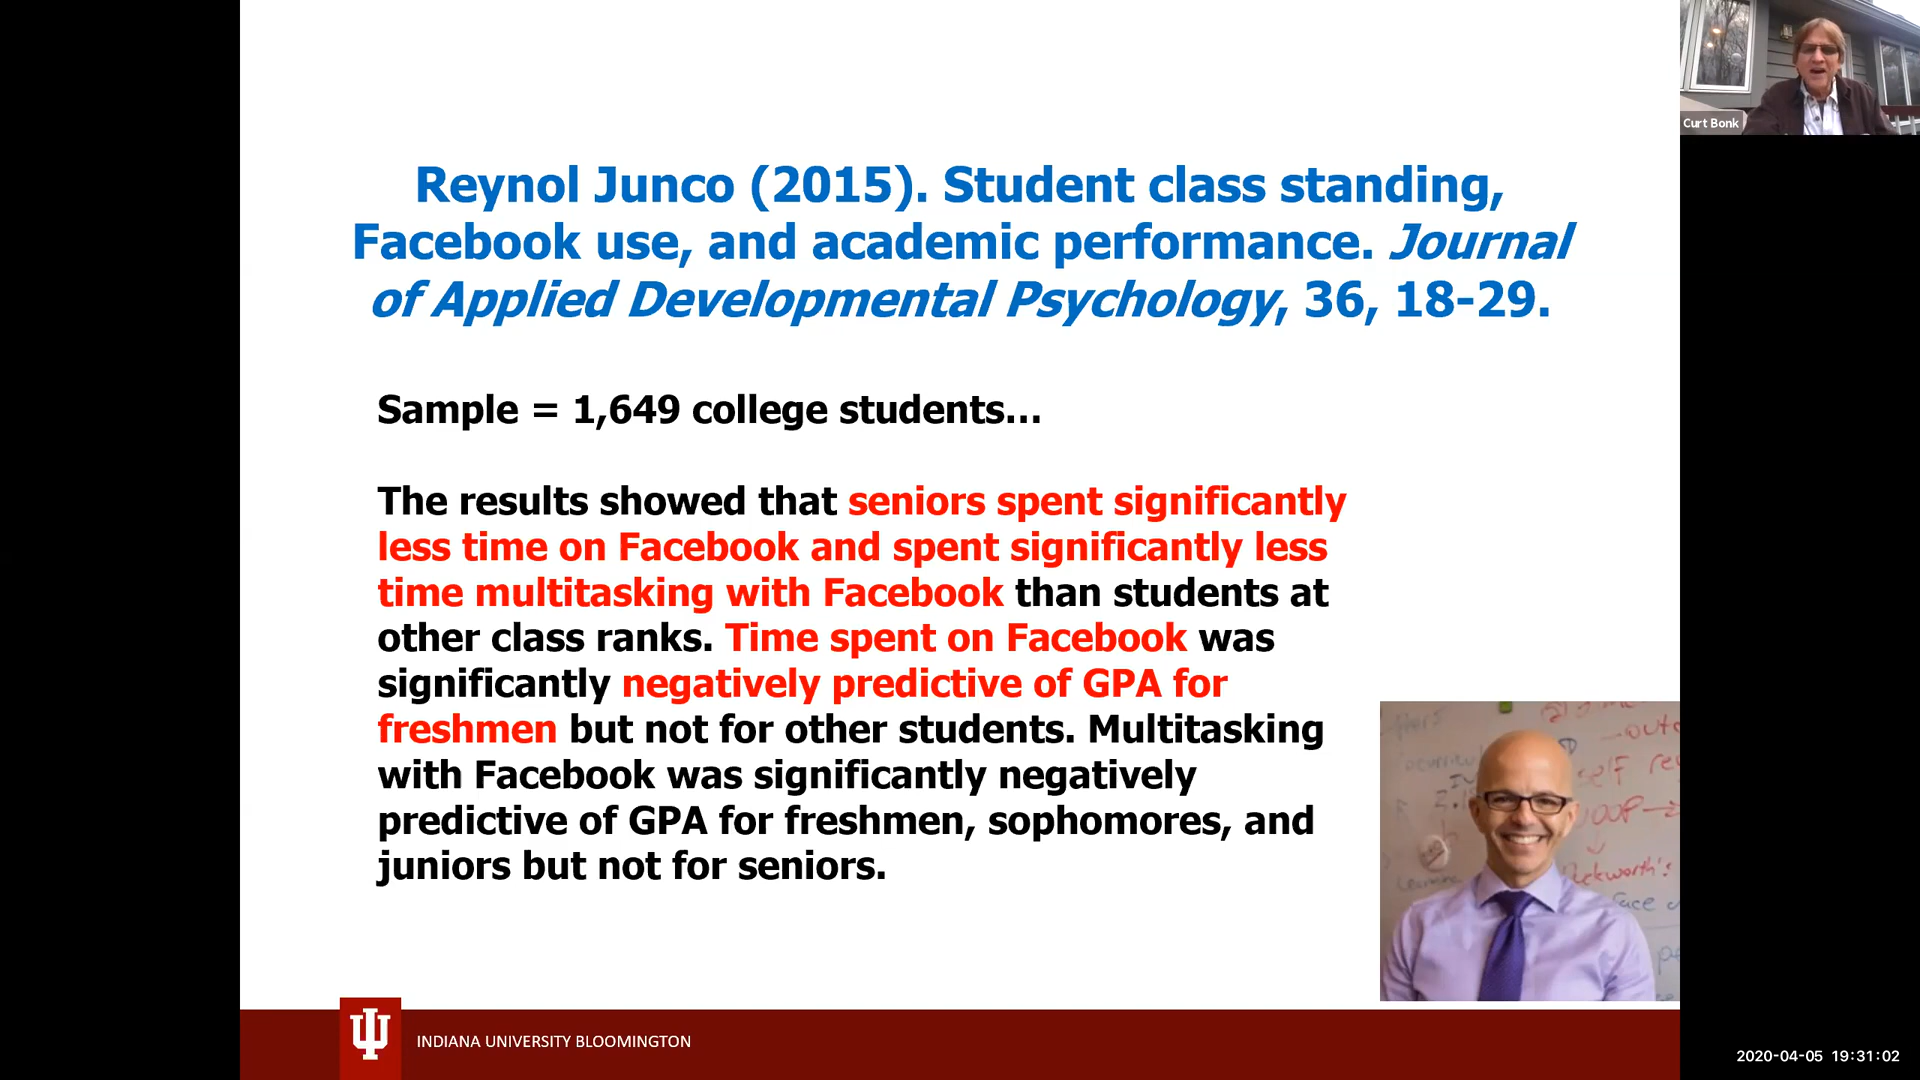 Curt Bonk
Reynol Junco (2015). Student class standing,
Facebook use, and academic performance. Journal
of Applied Developmental Psychology, 36, 18-29.
Sample = 1,649 college students...
The results showed that seniors spent significantly
less time on Facebook and spent significantly less
time multitasking with Facebook than students at
other class ranks. Time spent on Facebook was
significantly negatively predictive of GPA for
freshmen but not for other students. Multitasking
with Facebook was significantly negatively
predictive of GPA for freshmen, sophomores, and
juniors but not for seniors.
INDIANA UNIVERSITY BLOOMINGTON
2020-04-05 19:31:02